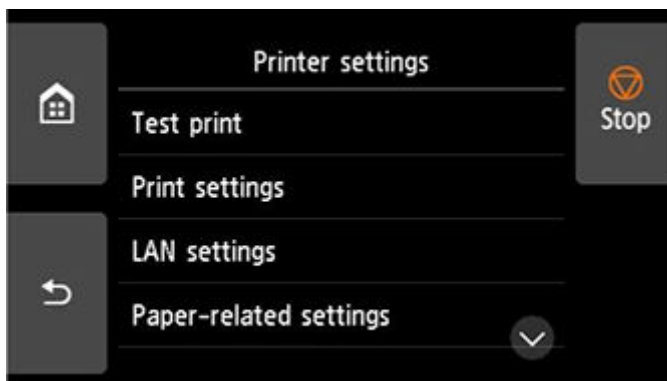 Printer settings
Stop
Test print
Print settings
LAN settings
Paper-related settings